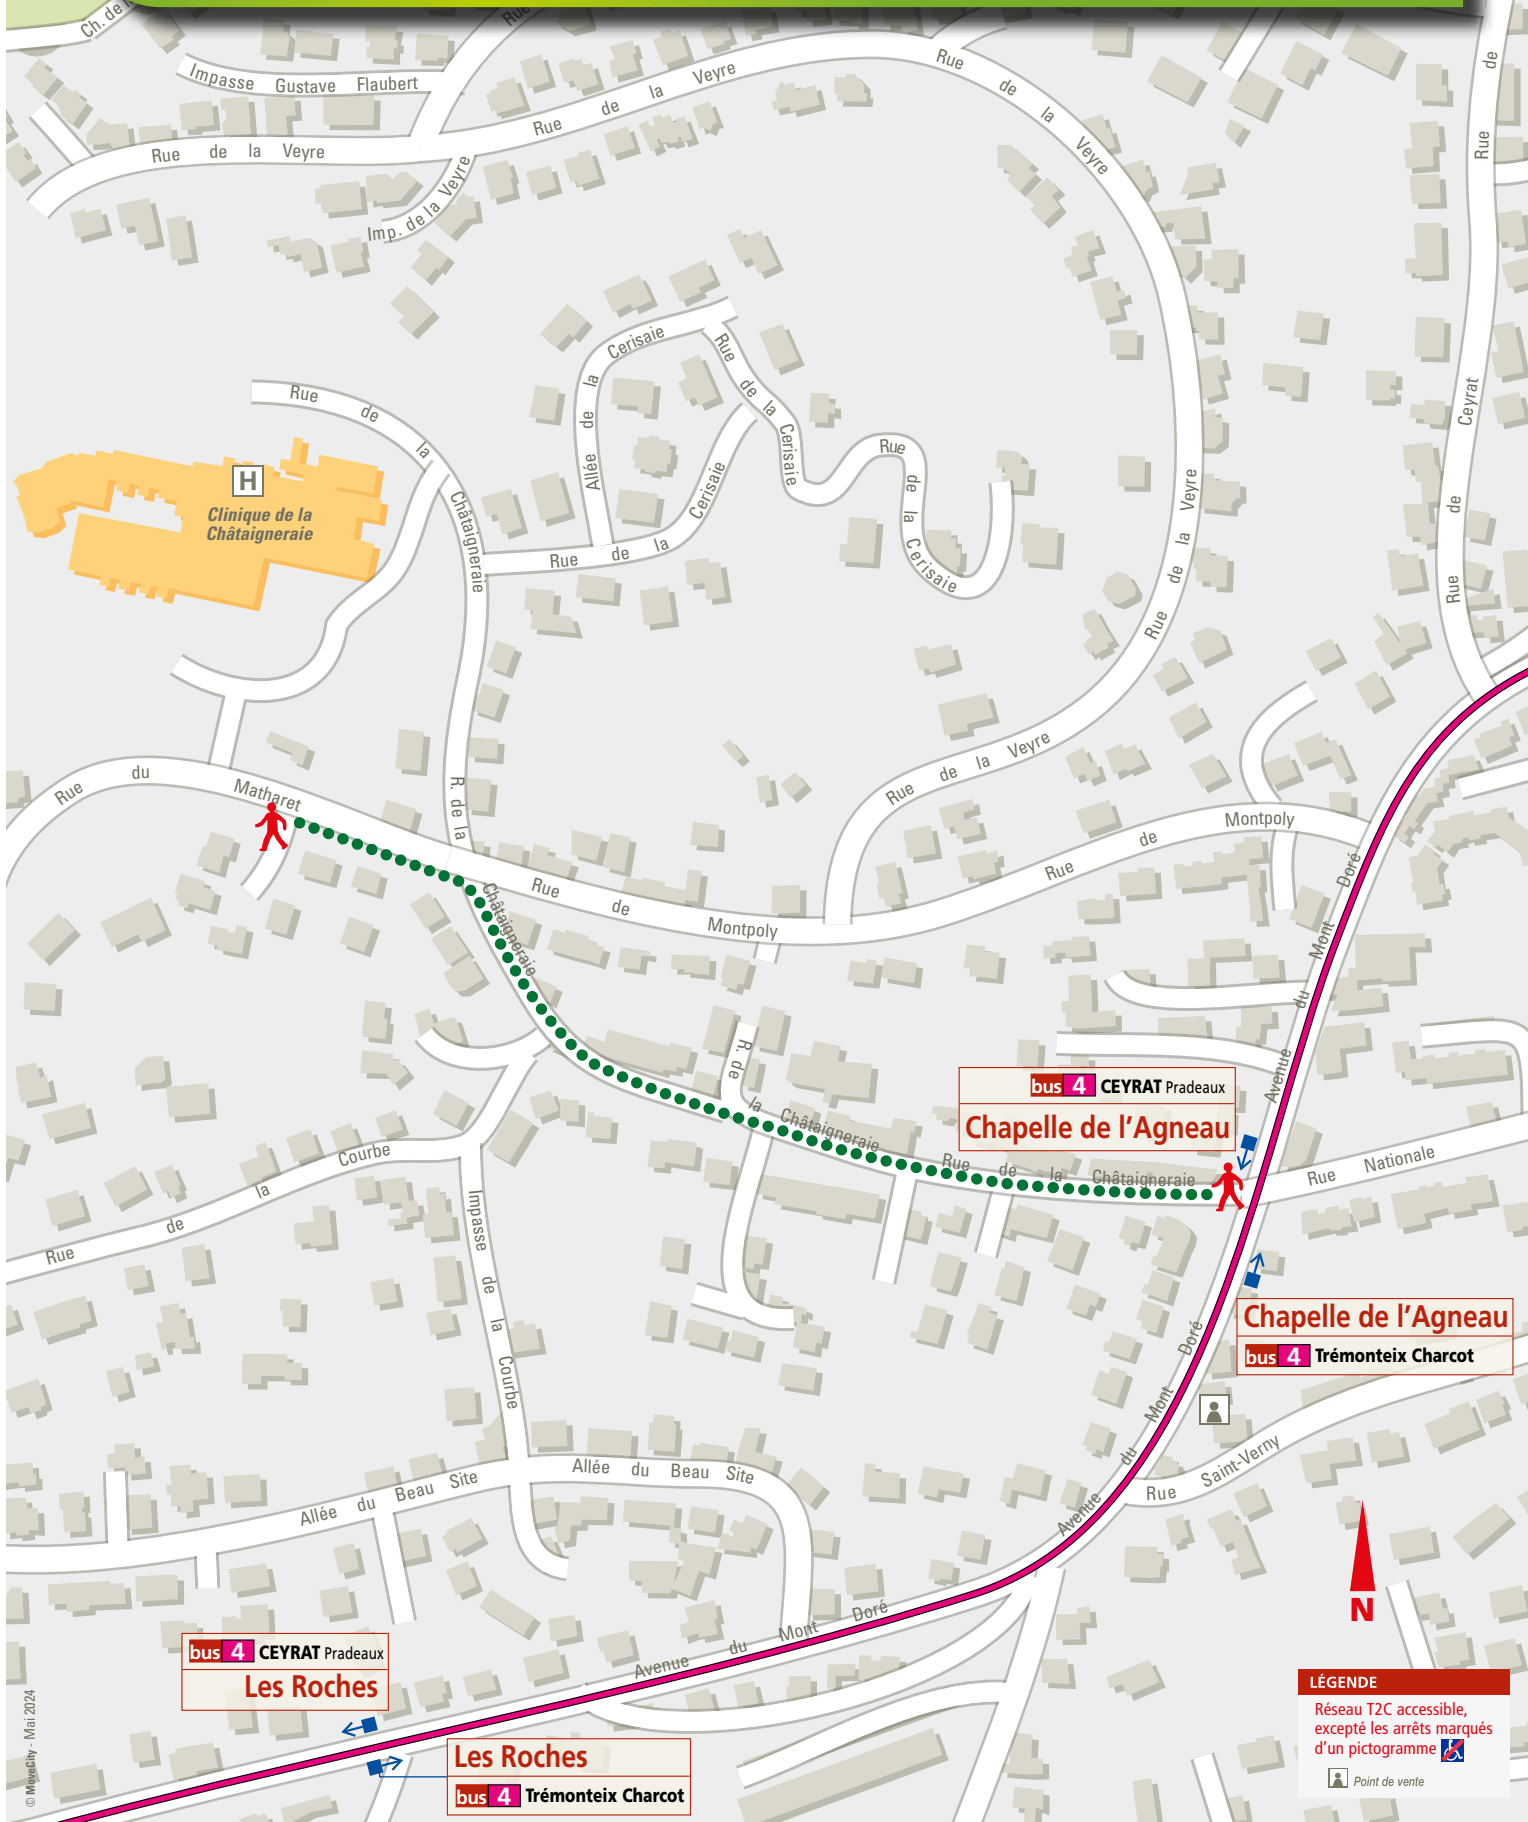 Ch. de
Rue
Impasse Gustave Flaubert
Rue de la Veyre
Rue de la Veyre
Rue de la Veyre
Imp. de la Veyre
Rue de
Rue de Ceyrat
Allée de la Cerisaie
Rue de la Cerisaie
Rue de la Cerisaie
Rue de la Cerisaie
Rue de la Châtaigneraie
H
Clinique de la
Châtaigneraie
Rue de la Veyre
Rue de la Veyre
Rue du Matharet
R. de la Châtaigneraie
Rue de Montpoly
Rue de Montpoly
Avenue du Mont Doré
R. de la Châtaigneraie
bus 4 CEYRAT Pradeaux
Chapelle de l'Agneau
Rue de la Châtaigneraie
Rue Nationale
Rue de la Courbe
Impasse de la Courbe
Chapelle de l'Agneau
bus 4 Trémonteix Charcot
Avenue du Mont Doré
Rue Saint-Verny
Allée du Beau Site
Allée du Beau Site
Avenue du Mont Doré
N
bus 4 CEYRAT Pradeaux
Les Roches
Les Roches
bus 4 Trémonteix Charcot
LÉGENDE
Réseau T2C accessible,
excepté les arrêts marqués
d'un pictogramme
Point de vente
© MoveCity - Mai 2024